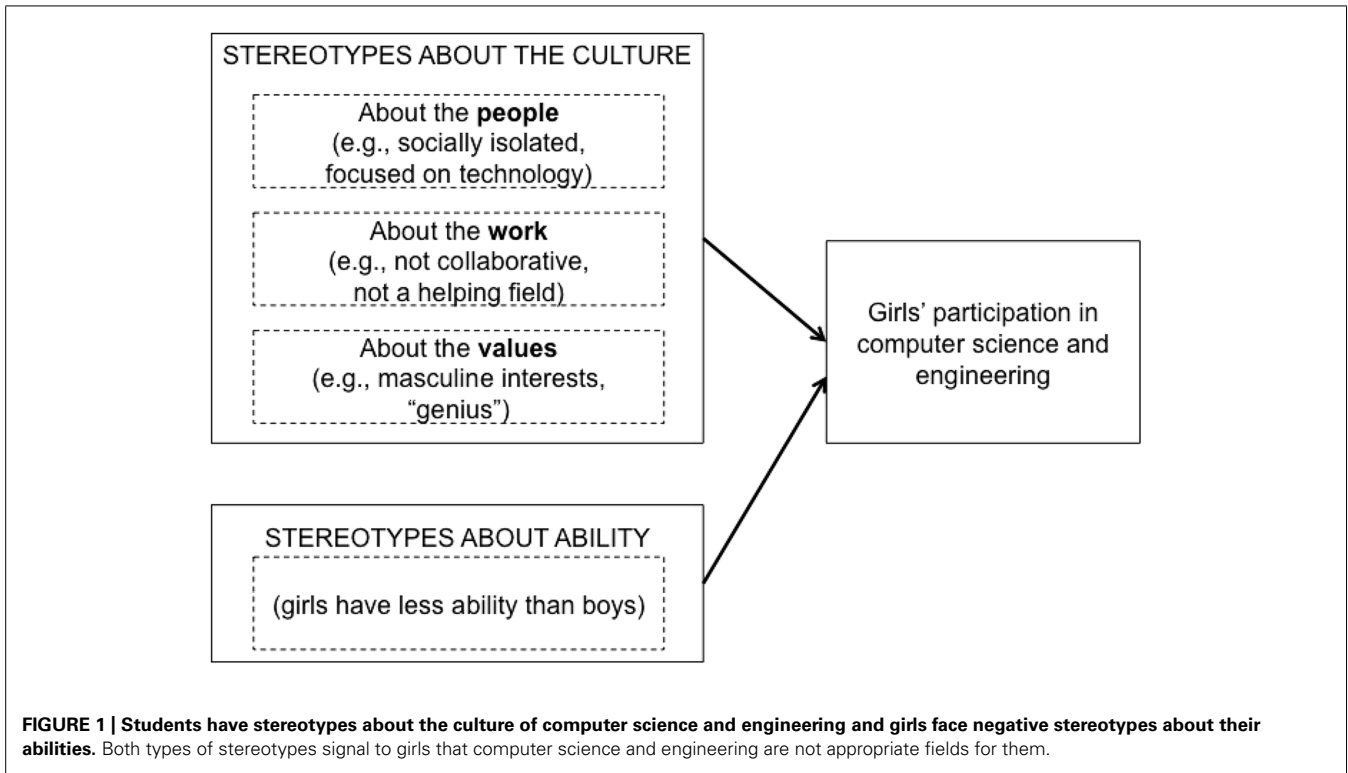 STEREOTYPES ABOUT THE CULTURE
About the people
(e.g., socially isolated,
focused on technology)
About the work
(e.g., not collaborative,
not a helping field)
About the values
(e.g., masculine interests,
“genius”)
Girls’ participation in
computer science and
engineering
STEREOTYPES ABOUT ABILITY
(girls have less ability than boys)
FIGURE 1 | Students have stereotypes about the culture of computer science and engineering and girls face negative stereotypes about their
abilities. Both types of stereotypes signal to girls that computer science and engineering are not appropriate fields for them.